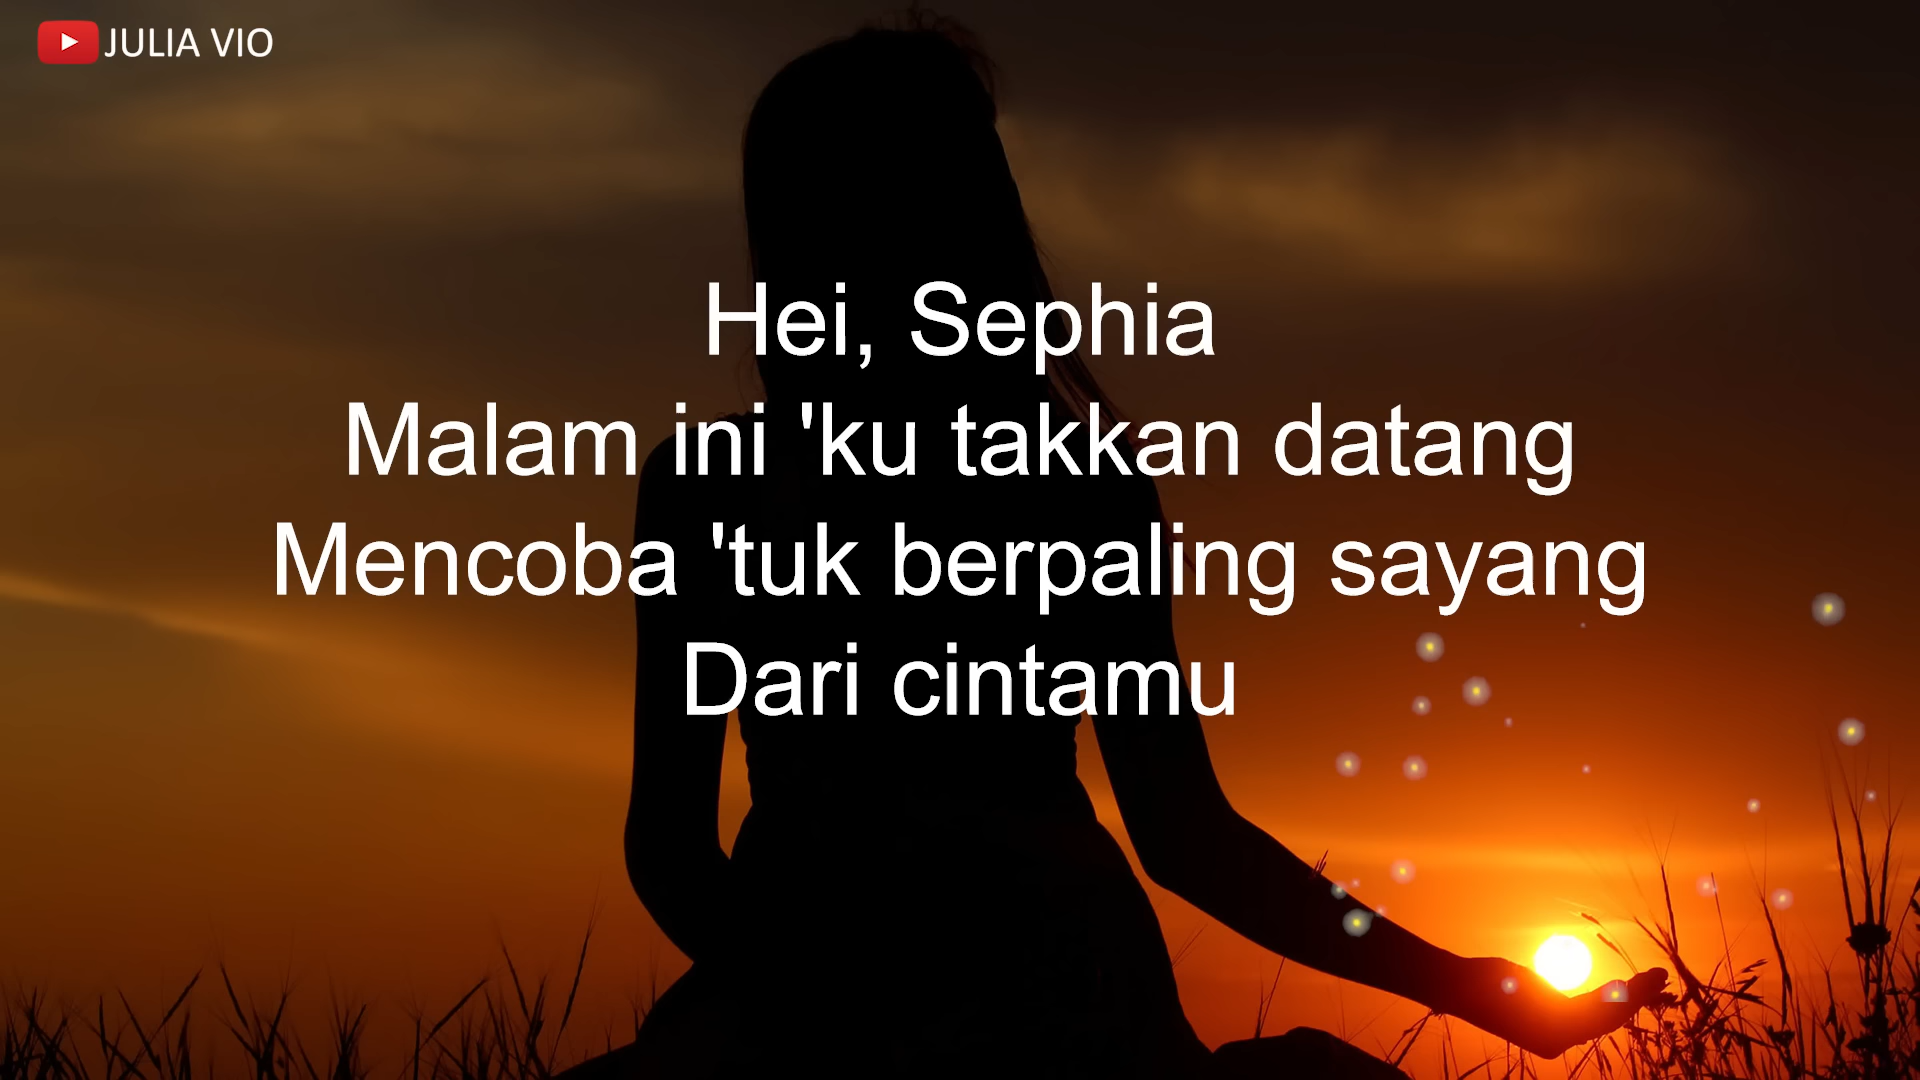 JULIA VIO
Hei, Sephia
Malam ini 'ku takkan datang
Mencoba 'tuk berpaling sayang
Dari cintamu